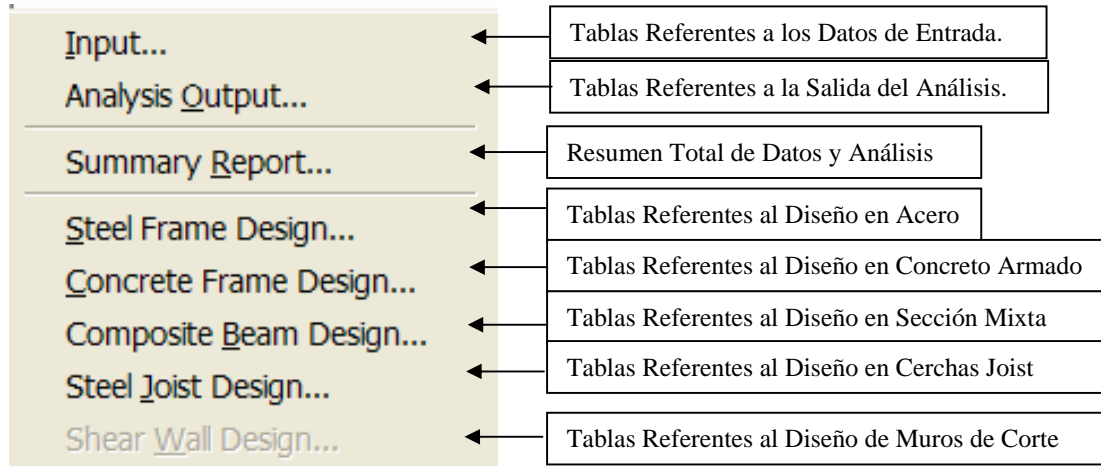 Input...
Tablas Referentes a los Datos de Entrada.
Analysis Output...
Tablas Referentes a la Salida del Análisis.
Summary Report...
Resumen Total de Datos y Análisis
Steel Frame Design...
Tablas Referentes al Diseño en Acero
Concrete Frame Design...
Tablas Referentes al Diseño en Concreto Armado
Composite Beam Design...
Tablas Referentes al Diseño en Sección Mixta
Steel Joist Design...
Tablas Referentes al Diseño en Cerchas Joist
Shear Wall Design...
Tablas Referentes al Diseño de Muros de Corte